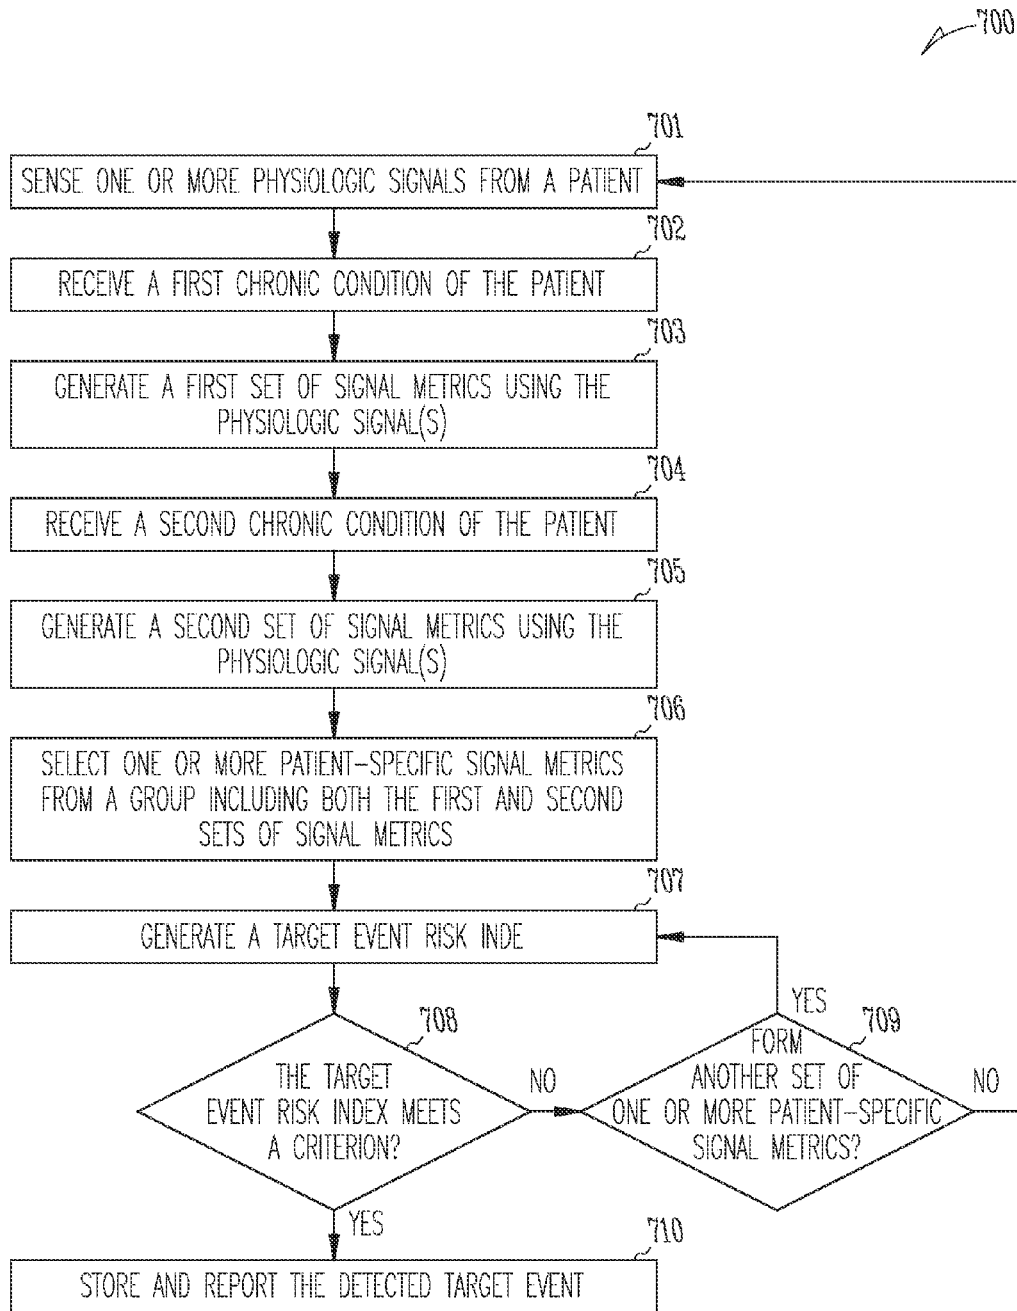 700
701
SENSE ONE OR MORE PHYSIOLOGIC SIGNALS FROM A PATIENT
702
RECEIVE A FIRST CHRONIC CONDITION OF THE PATIENT
703
GENERATE A FIRST SET OF SIGNAL METRICS USING THE
PHYSIOLOGIC SIGNAL(S)
704
RECEIVE A SECOND CHRONIC CONDITION OF THE PATIENT
705
GENERATE A SECOND SET OF SIGNAL METRICS USING THE
PHYSIOLOGIC SIGNAL(S)
706
SELECT ONE OR MORE PATIENT-SPECIFIC SIGNAL METRICS
FROM A GROUP INCLUDING BOTH THE FIRST AND SECOND
SETS OF SIGNAL METRICS
707
GENERATE A TARGET EVENT RISK INDE
708
THE TARGET
EVENT RISK INDEX MEETS
A CRITERION?
NO
YES
YES
709
FORM
ANOTHER SET OF
ONE OR MORE PATIENT-SPECIFIC
SIGNAL METRICS?
NO
710
STORE AND REPORT THE DETECTED TARGET EVENT